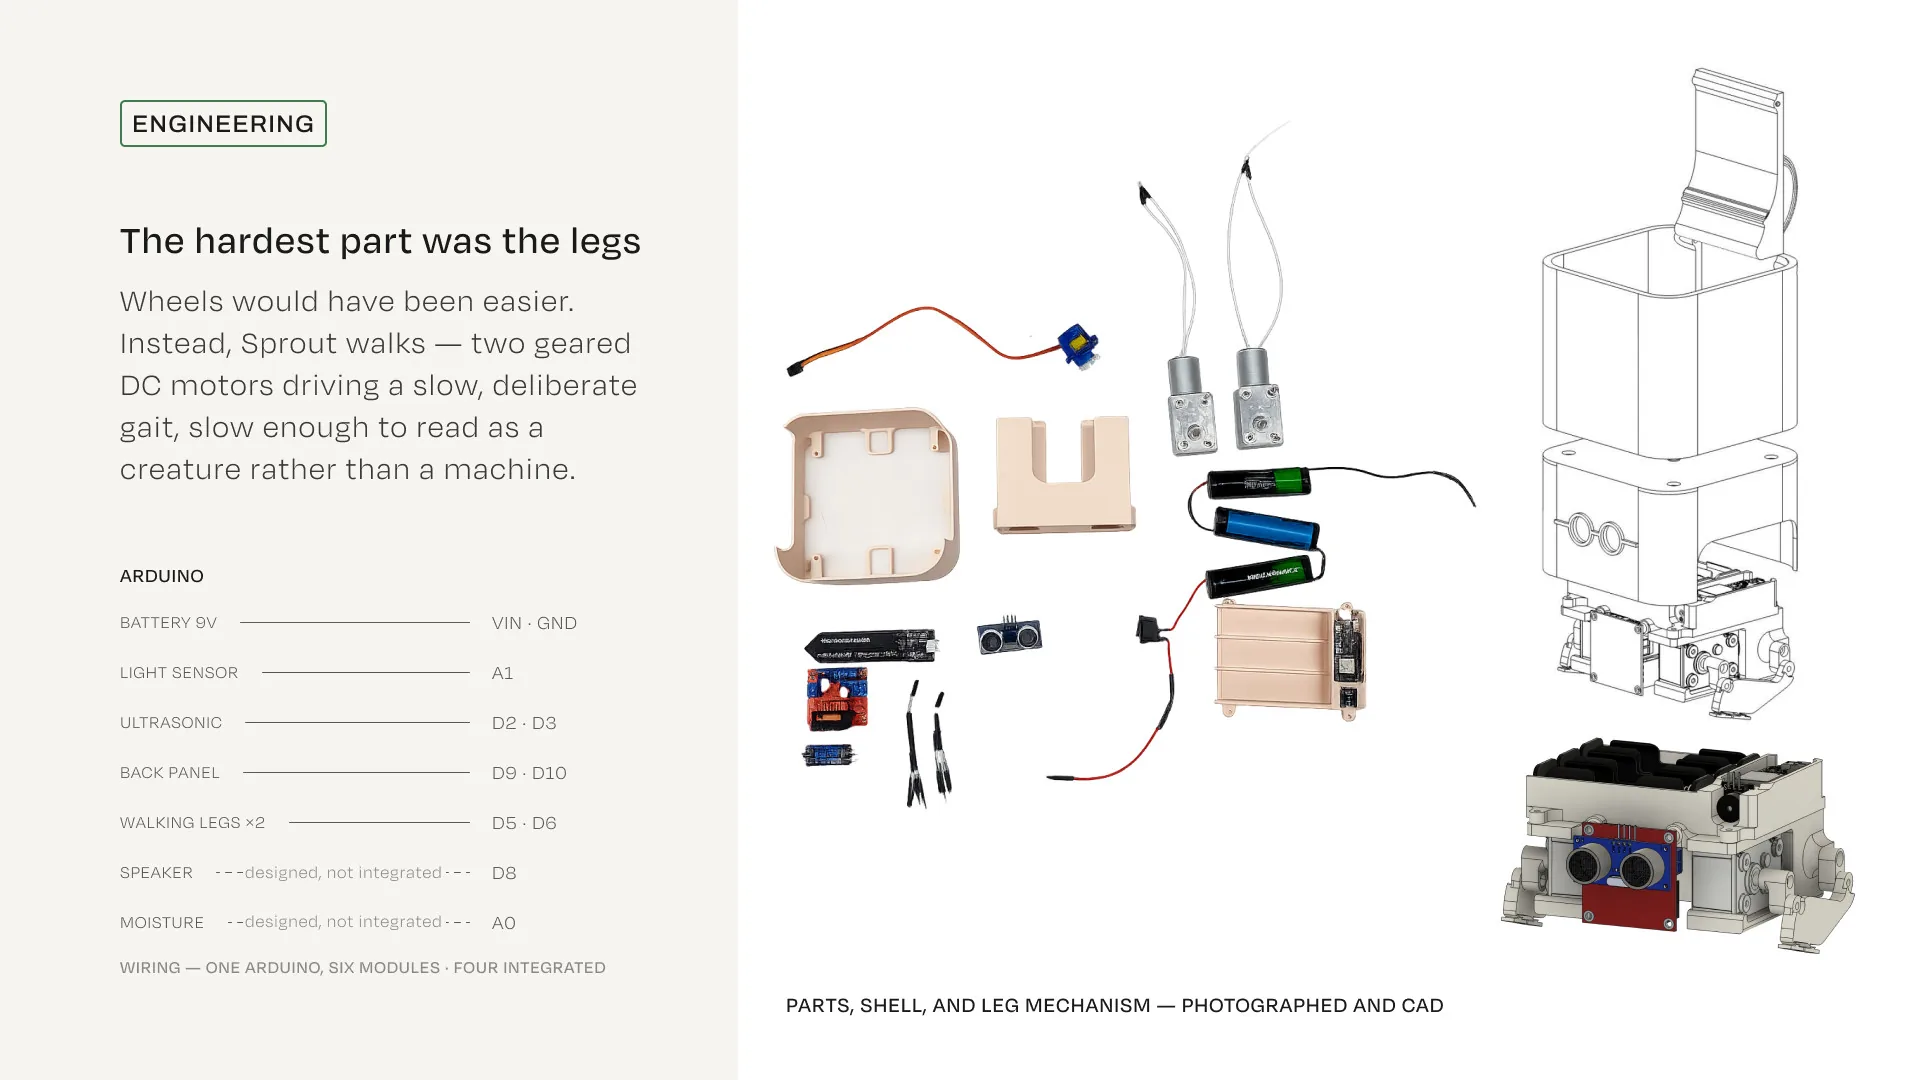 ENGINEERING
The hardest part was the legs
Wheels would have been easier.
Instead, Sprout walks — two geared
DC motors driving a slow, deliberate
gait, slow enough to read as a
creature rather than a machine.
ARDUINO
BATTERY 9V VIN · GND
LIGHT SENSOR A1
ULTRASONIC D2 · D3
BACK PANEL D9 · D10
WALKING LEGS ×2 D5 · D6
SPEAKER designed, not integrated D8
MOISTURE designed, not integrated A0
WIRING — ONE ARDUINO, SIX MODULES · FOUR INTEGRATED
PARTS, SHELL, AND LEG MECHANISM — PHOTOGRAPHED AND CAD